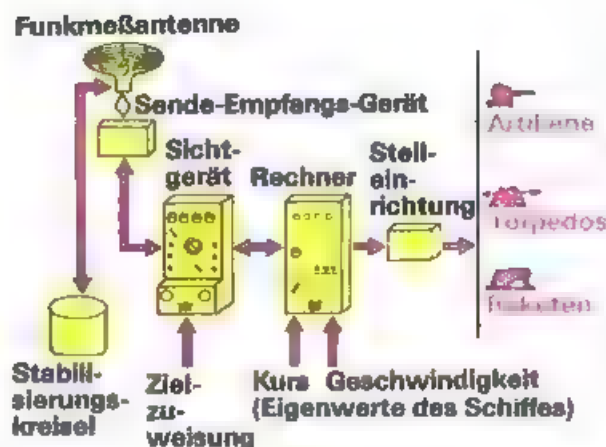 Funkmeßantenne
Sende-Empfangs-Gerät
Sicht-
gerät
Rechner
Stell-
ein-
richtung
Artillerie
Torpedos
Raketen
Stabili-
sierungs-
kreisel
Ziel-
zu-
weisung
Kurs Geschwindigkeit
(Eigenwerte des Schiffes)